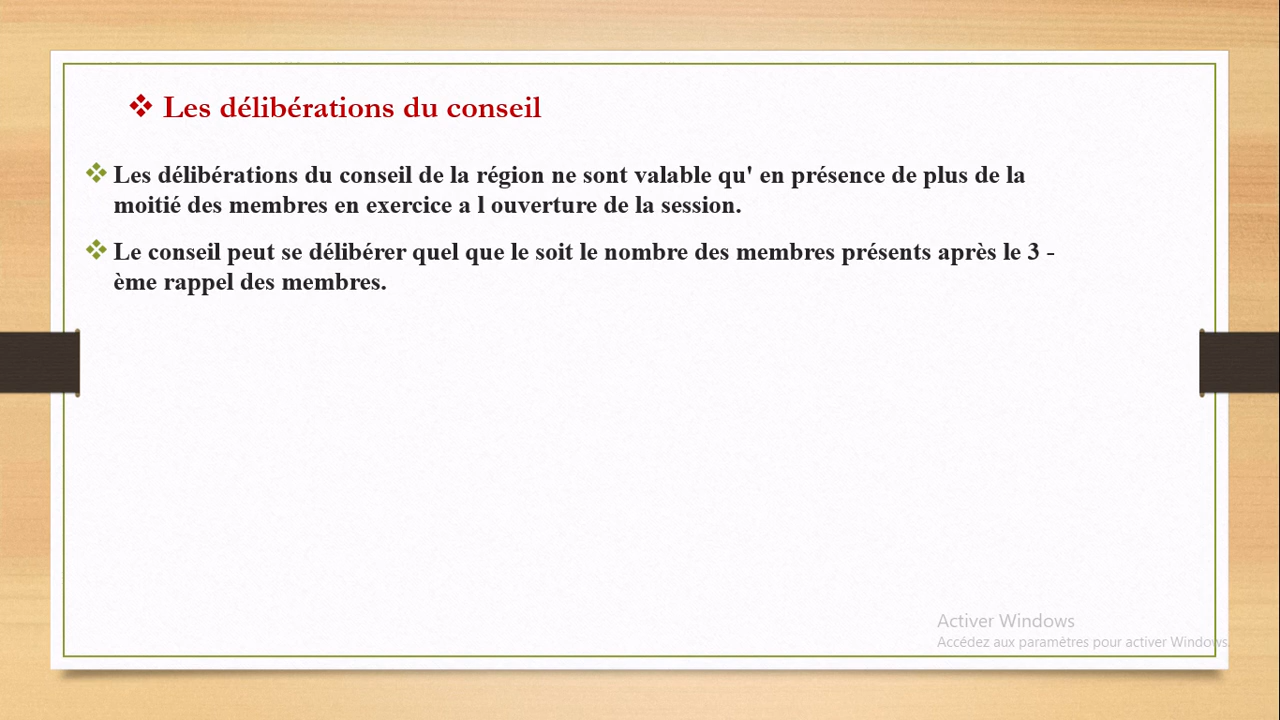 Les délibérations du conseil
Les délibérations du conseil de la région ne sont valable qu' en présence de plus de la
moitié des membres en exercice a l ouverture de la session.
Le conseil peut se délibérer quel que le soit le nombre des membres présents après le 3 -
ème rappel des membres.
Activer Windows
Accédez aux paramètres pour activer Windows.